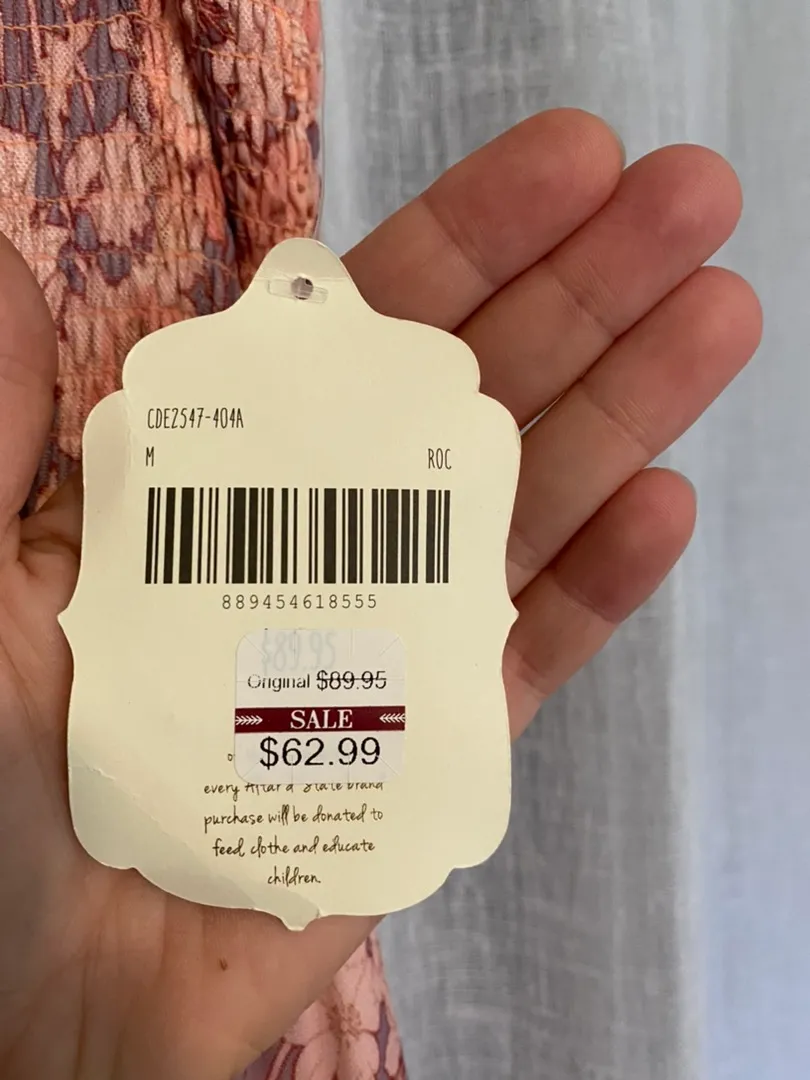 CDE2547-404A
M ROC
889454618555
$89.95
Original $89.95
SALE
$62.99
every Altar'd State brand
purchase will be donated to
feed, clothe and educate
children.